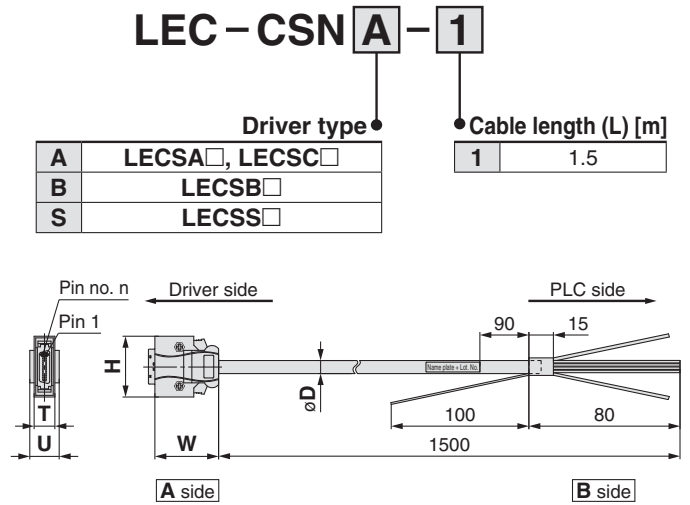 LEC-CSN A-1
Driver type
Cable length (L) [m]
A LECSA□, LECSC□
B LECSB□
S LECSS□
1 1.5
Pin no. n
Driver side
PLC side
Pin 1
90
15
H
Name plate + Lot. No.
øD
T
100
80
U
W
1500
A side
B side